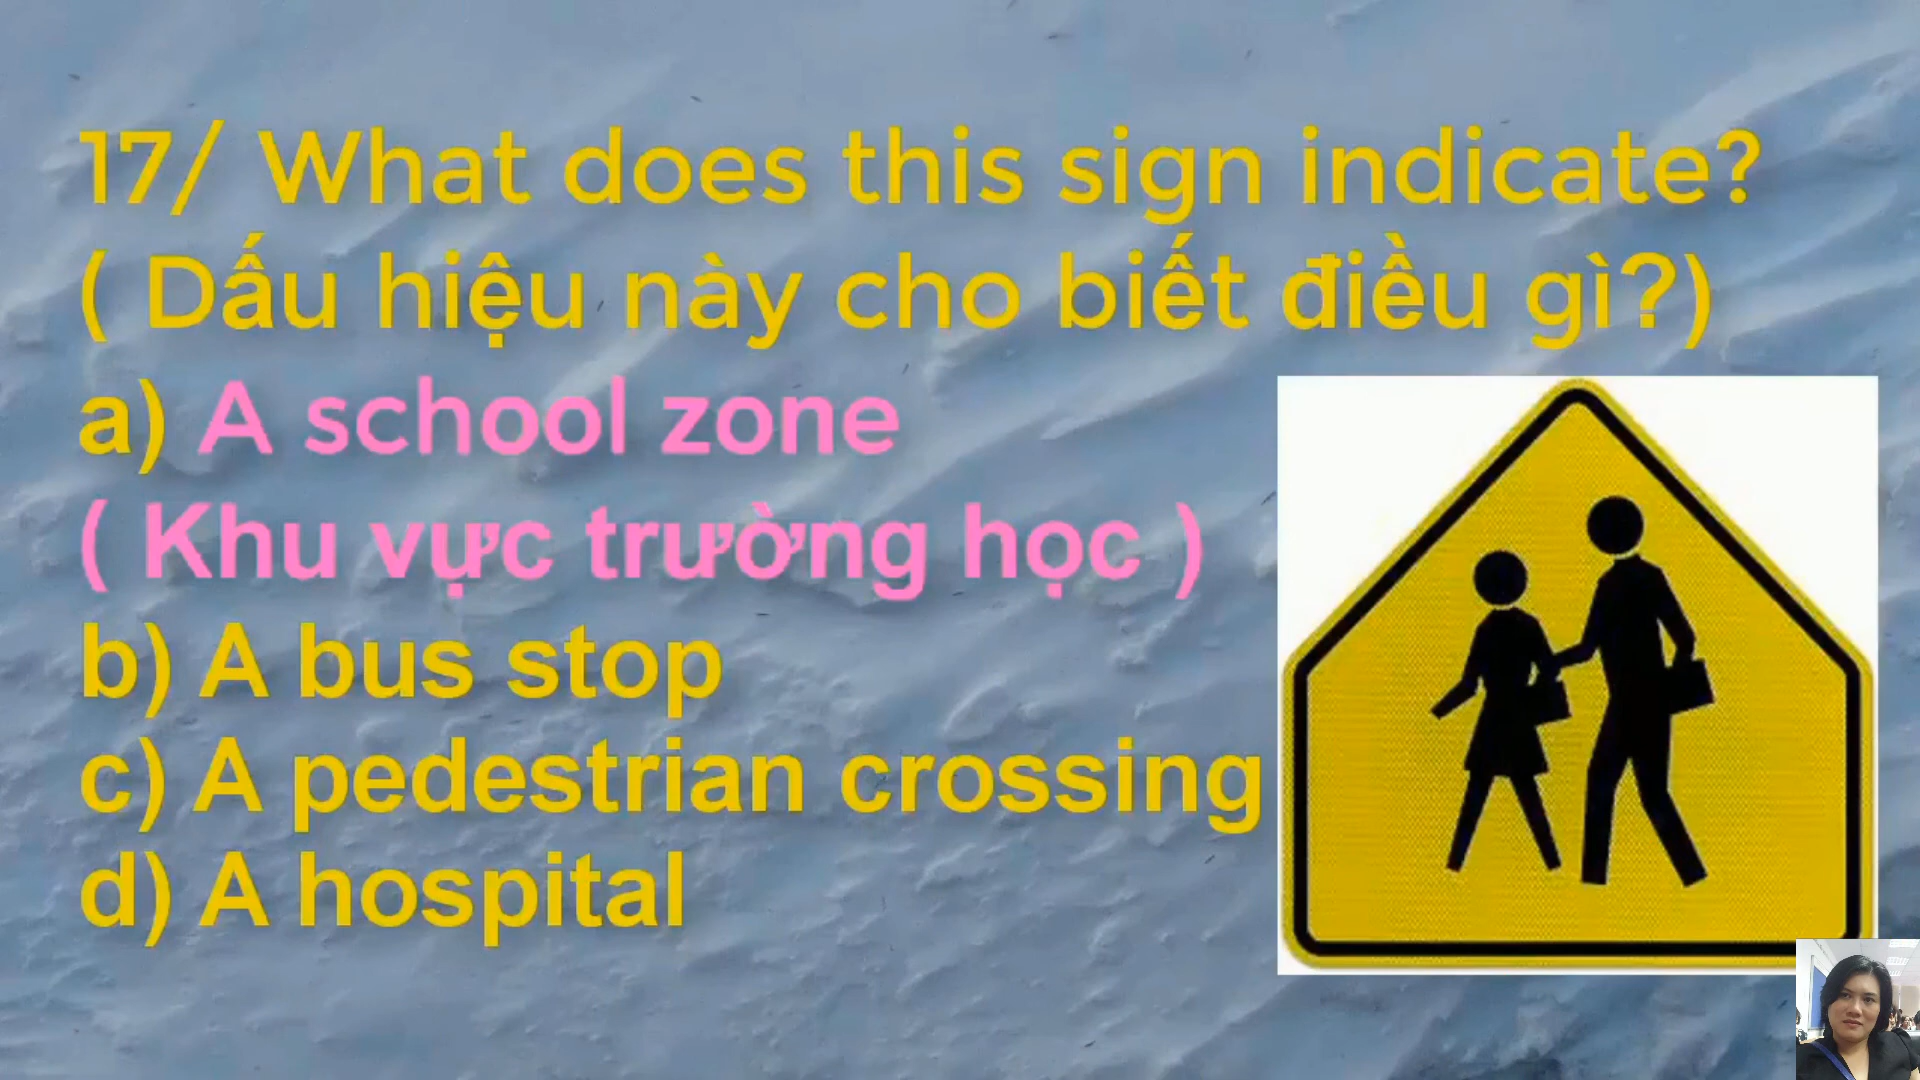 17/ What does this sign indicate?
( Dấu hiệu này cho biết điều gì?)
a) A school zone
( Khu vực trường học )
b) A bus stop
c) A pedestrian crossing
d) A hospital